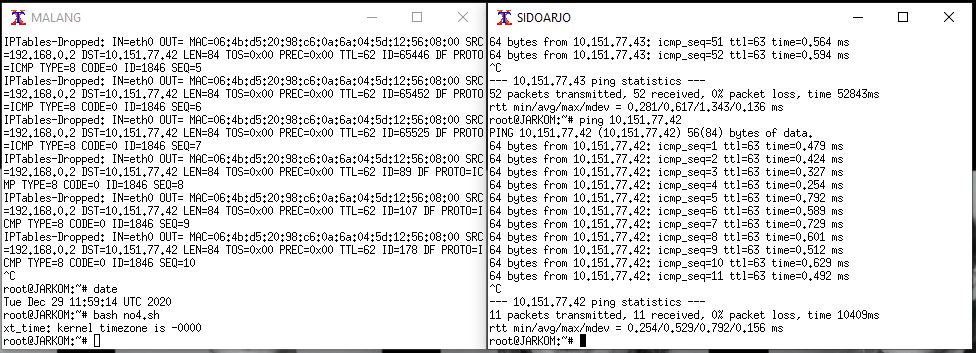 MALANG
IPTables-Dropped: IN=eth0 OUT= MAC=06:4b:d5:20:98:c6:0a:6a:04:5d:12:56:08:00 SRC
=192.168.0.2 DST=10.151.77.42 LEN=84 TOS=0x00 PREC=0x00 TTL=62 ID=65446 DF PROTO
=ICMP TYPE=8 CODE=0 ID=1846 SEQ=5
IPTables-Dropped: IN=eth0 OUT= MAC=06:4b:d5:20:98:c6:0a:6a:04:5d:12:56:08:00 SRC
=192.168.0.2 DST=10.151.77.42 LEN=84 TOS=0x00 PREC=0x00 TTL=62 ID=65452 DF PROTO
=ICMP TYPE=8 CODE=0 ID=1846 SEQ=6
IPTables-Dropped: IN=eth0 OUT= MAC=06:4b:d5:20:98:c6:0a:6a:04:5d:12:56:08:00 SRC
=192.168.0.2 DST=10.151.77.42 LEN=84 TOS=0x00 PREC=0x00 TTL=62 ID=65525 DF PROTO
=ICMP TYPE=8 CODE=0 ID=1846 SEQ=7
IPTables-Dropped: IN=eth0 OUT= MAC=06:4b:d5:20:98:c6:0a:6a:04:5d:12:56:08:00 SRC
=192.168.0.2 DST=10.151.77.42 LEN=84 TOS=0x00 PREC=0x00 TTL=62 ID=89 DF PROTO=IC
MP TYPE=8 CODE=0 ID=1846 SEQ=8
IPTables-Dropped: IN=eth0 OUT= MAC=06:4b:d5:20:98:c6:0a:6a:04:5d:12:56:08:00 SRC
=192.168.0.2 DST=10.151.77.42 LEN=84 TOS=0x00 PREC=0x00 TTL=62 ID=107 DF PROTO=I
CMP TYPE=8 CODE=0 ID=1846 SEQ=9
IPTables-Dropped: IN=eth0 OUT= MAC=06:4b:d5:20:98:c6:0a:6a:04:5d:12:56:08:00 SRC
=192.168.0.2 DST=10.151.77.42 LEN=84 TOS=0x00 PREC=0x00 TTL=62 ID=178 DF PROTO=I
CMP TYPE=8 CODE=0 ID=1846 SEQ=10
^C
root@JARKOM:~# date
Tue Dec 29 11:59:14 UTC 2020
root@JARKOM:~# bash no4.sh
xt_time: kernel timezone is -0000
root@JARKOM:~#
SIDOARJO
64 bytes from 10.151.77.43: icmp_seq=51 ttl=63 time=0.564 ms
64 bytes from 10.151.77.43: icmp_seq=52 ttl=63 time=0.594 ms
^C
--- 10.151.77.43 ping statistics ---
52 packets transmitted, 52 received, 0% packet loss, time 52843ms
rtt min/avg/max/mdev = 0.281/0.617/1.343/0.136 ms
root@JARKOM:~# ping 10.151.77.42
PING 10.151.77.42 (10.151.77.42) 56(84) bytes of data.
64 bytes from 10.151.77.42: icmp_seq=1 ttl=63 time=0.479 ms
64 bytes from 10.151.77.42: icmp_seq=2 ttl=63 time=0.424 ms
64 bytes from 10.151.77.42: icmp_seq=3 ttl=63 time=0.327 ms
64 bytes from 10.151.77.42: icmp_seq=4 ttl=63 time=0.254 ms
64 bytes from 10.151.77.42: icmp_seq=5 ttl=63 time=0.792 ms
64 bytes from 10.151.77.42: icmp_seq=6 ttl=63 time=0.589 ms
64 bytes from 10.151.77.42: icmp_seq=7 ttl=63 time=0.729 ms
64 bytes from 10.151.77.42: icmp_seq=8 ttl=63 time=0.601 ms
64 bytes from 10.151.77.42: icmp_seq=9 ttl=63 time=0.512 ms
64 bytes from 10.151.77.42: icmp_seq=10 ttl=63 time=0.629 ms
64 bytes from 10.151.77.42: icmp_seq=11 ttl=63 time=0.492 ms
^C
--- 10.151.77.42 ping statistics ---
11 packets transmitted, 11 received, 0% packet loss, time 10409ms
rtt min/avg/max/mdev = 0.254/0.529/0.792/0.156 ms
root@JARKOM:~#